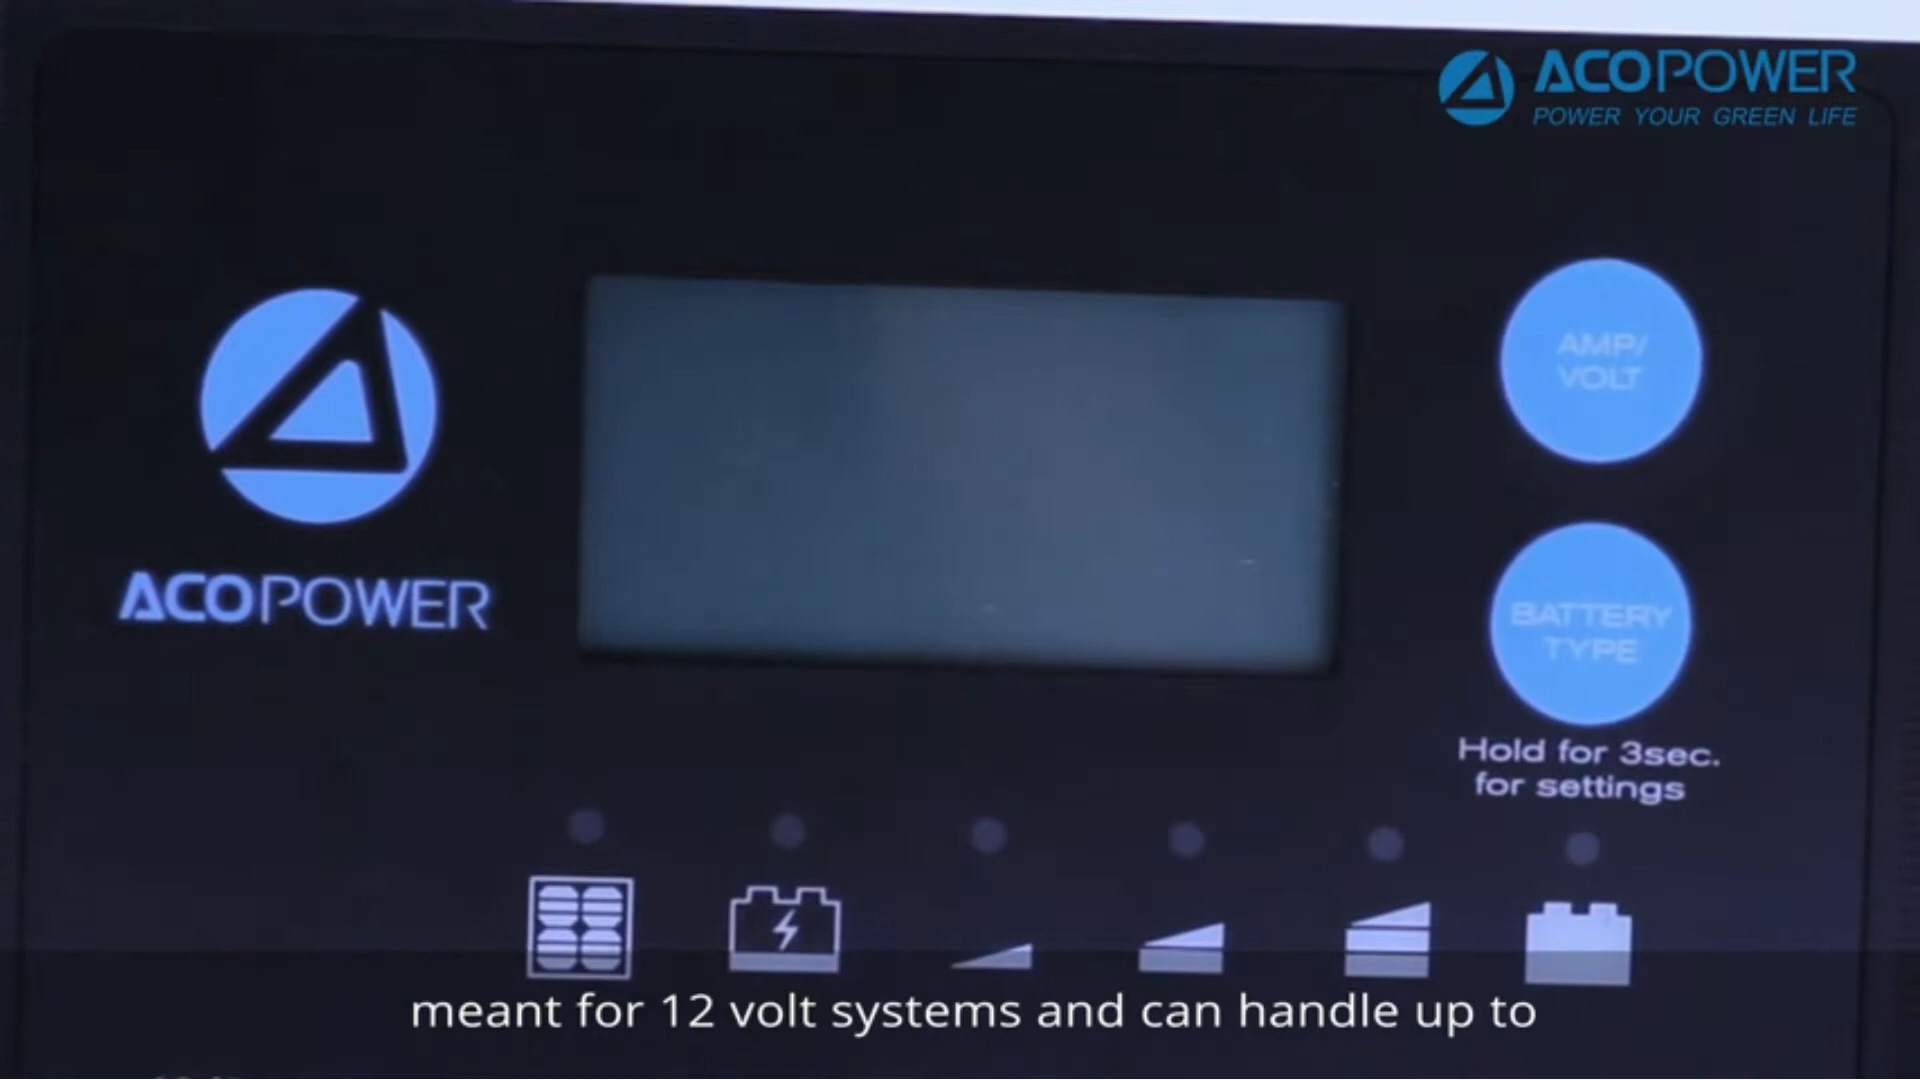 ACOPOWER
POWER YOUR GREEN LIFE
AMP/
VOLT
ACOPOWER
BATTERY
TYPE
Hold for 3sec.
for settings
meant for 12 volt systems and can handle up to